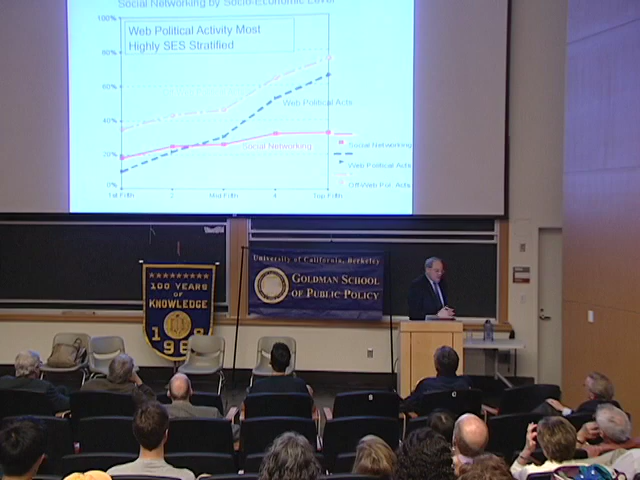 Social Networking by Socio-Economic Level
100%
Web Political Activity Most
Highly SES Stratified
80%
60%
Web Political Acts
40%
Social Networking
Social Networking
20%
Web Political Acts
0%
2
4
Top Fifth
Off Web Pol. Acts
University of California, Berkeley
GOLDMAN SCHOOL
OF PUBLIC POLICY
100 YEARS
OF
KNOWLEDGE